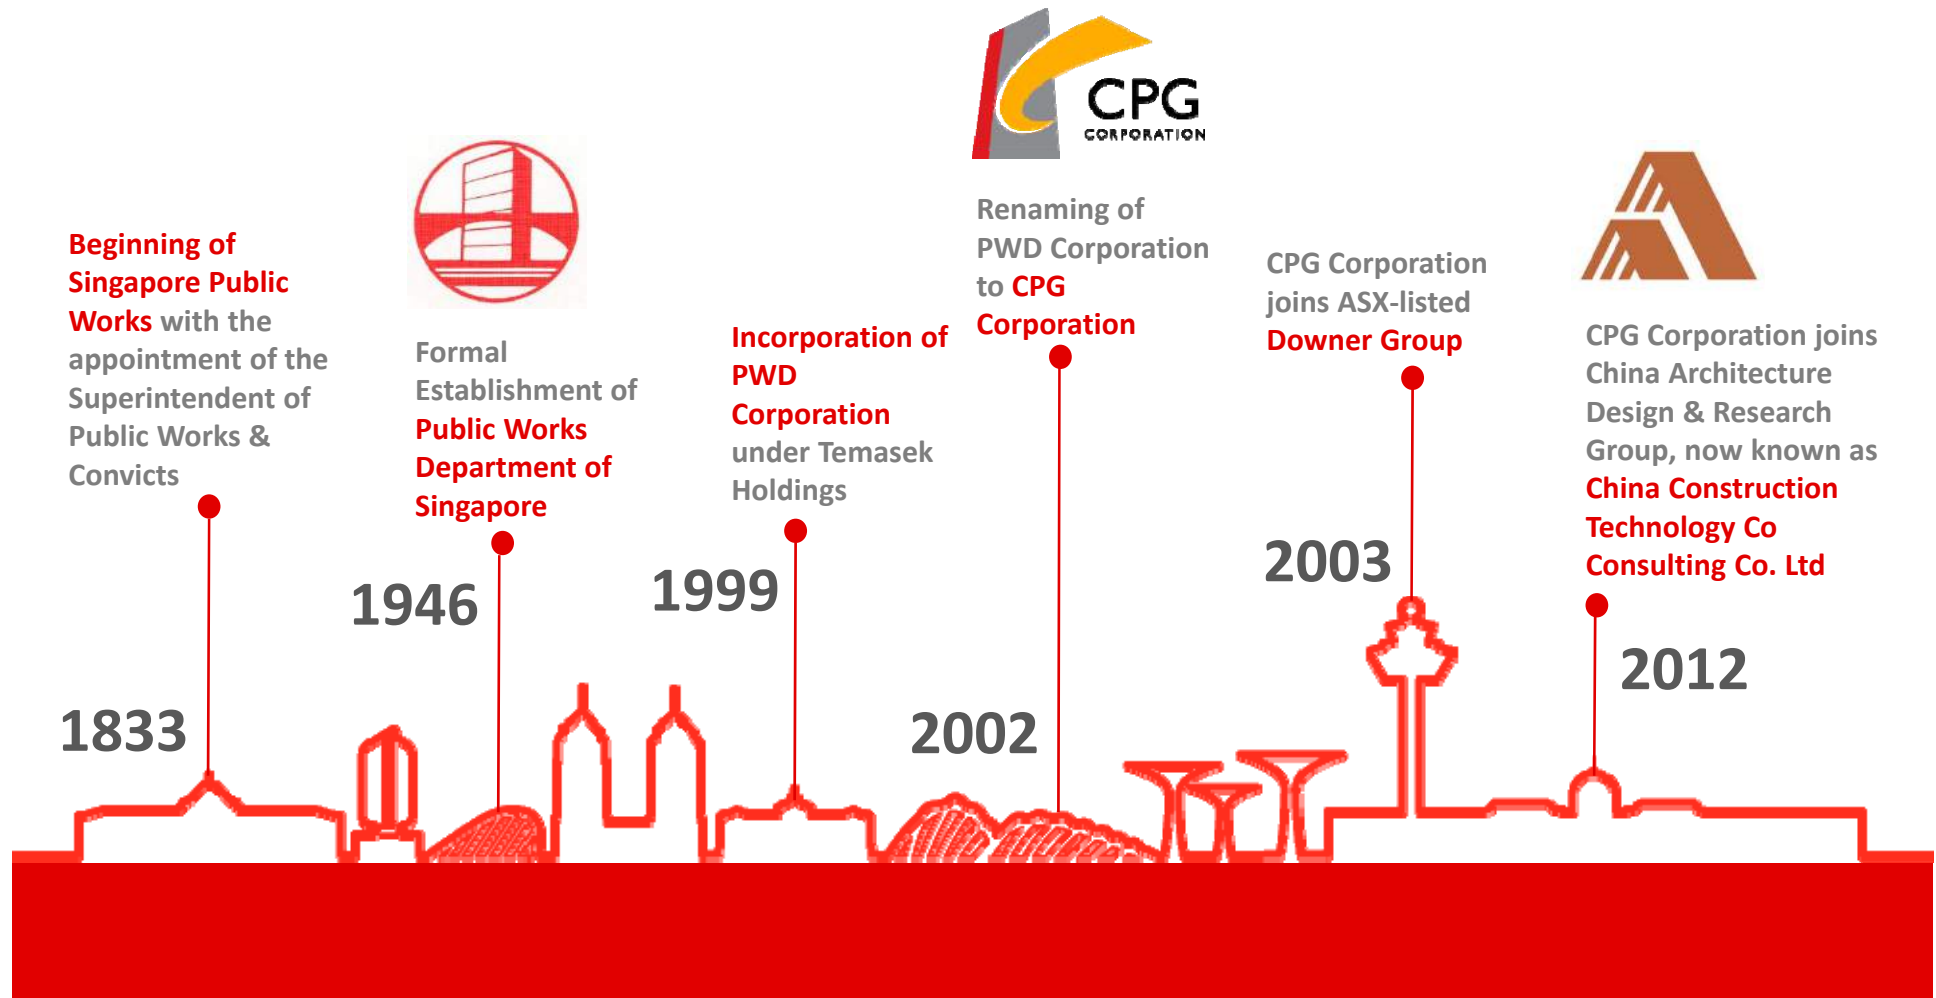 Beginning of
Singapore Public
Works with the
appointment of the
Superintendent of
Public Works &
Convicts
1833
Formal
Establishment of
Public Works
Department of
Singapore
1946
Incorporation of
PWD
Corporation
under Temasek
Holdings
1999
CPG
CORPORATION
Renaming of
PWD Corporation
to CPG
Corporation
2002
CPG Corporation
joins ASX-listed
Downer Group
2003
CPG Corporation joins
China Architecture
Design & Research
Group, now known as
China Construction
Technology Co
Consulting Co. Ltd
2012